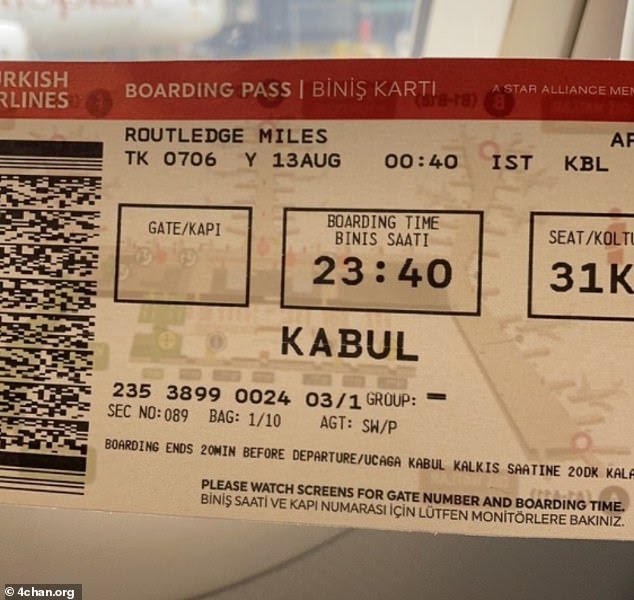 URKISH
RLINES
BOARDING PASS | BİNİŞ KARTI
A STAR ALLIANCE MEM
ROUTLEDGE MILES
TK 0706 Y 13AUG 00:40 IST KBL
GATE/KAPI
BOARDING TIME
BINIS SAATI
23:40
SEAT/KOLTU
31K
KABUL
235 3899 0024 03/1 GROUP:
SEC NO:089 BAG: 1/10 AGT: SW/P
BOARDING ENDS 20MIN BEFORE DEPARTURE/UCAGA KABUL KALKIS SAATINE 20DK KALA
PLEASE WATCH SCREENS FOR GATE NUMBER AND BOARDING TIME.
BİNİŞ SAATİ VE KAPI NUMARASI İÇİN LÜTFEN MONİTÖRLERE BAKINIZ.
© 4chan.org